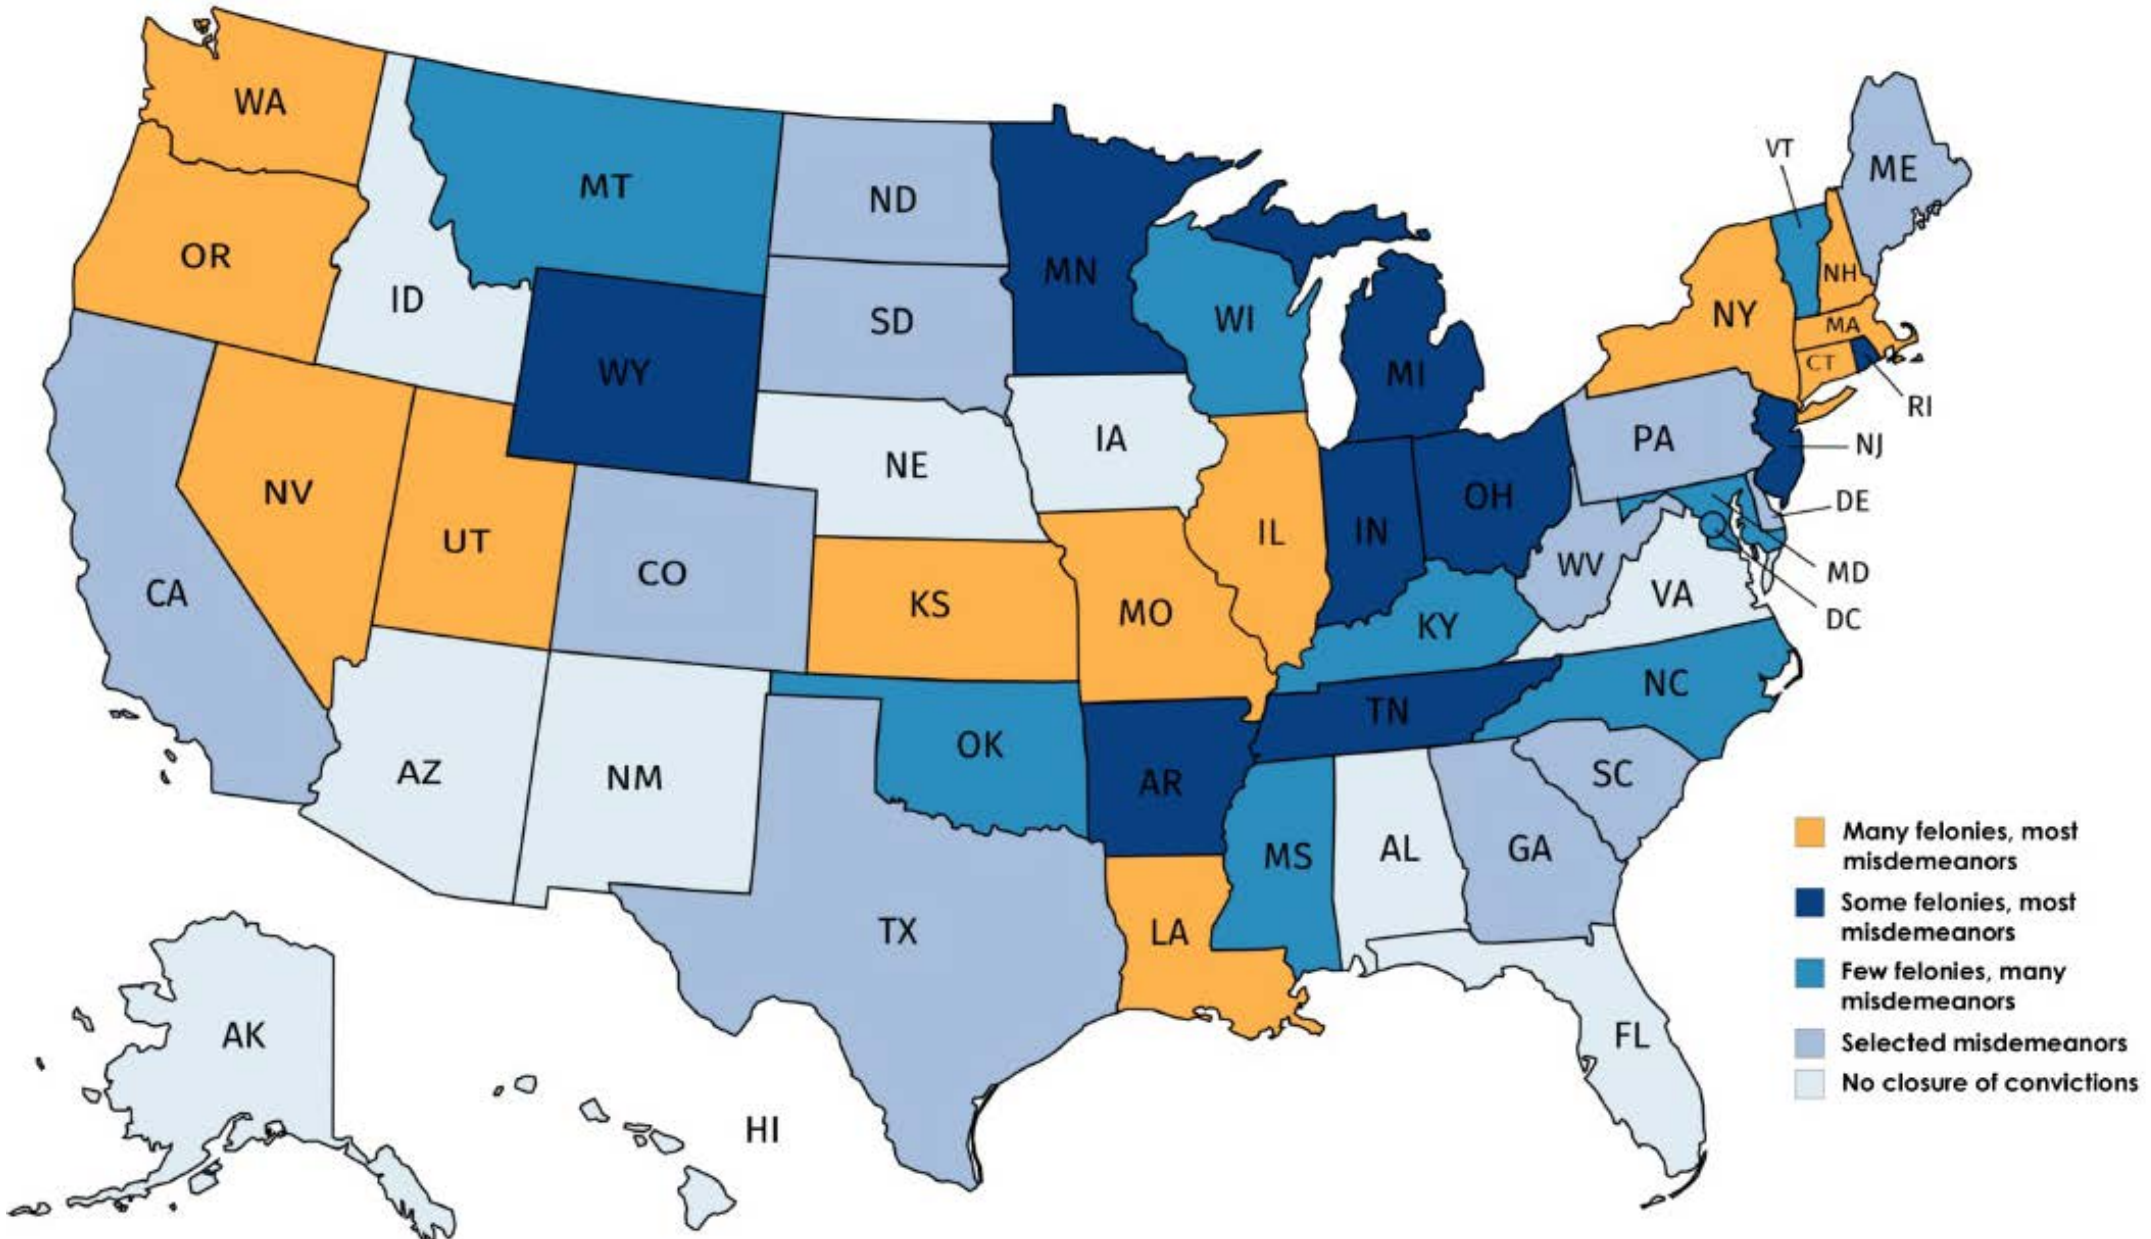 WA
MT
ND
MN
VT
ME
OR
ID
SD
WI
NH
NY
MA
WY
MI
CT
RI
IA
PA
NJ
NE
NV
OH
DE
UT
IL
IN
CO
WV
MD
CA
KS
MO
VA
DC
KY
NC
TN
OK
AZ
NM
AR
SC
MS
AL
GA
TX
LA
AK
FL
HI
Many felonies, most
misdemeanors
Some felonies, most
misdemeanors
Few felonies, many
misdemeanors
Selected misdemeanors
No closure of convictions